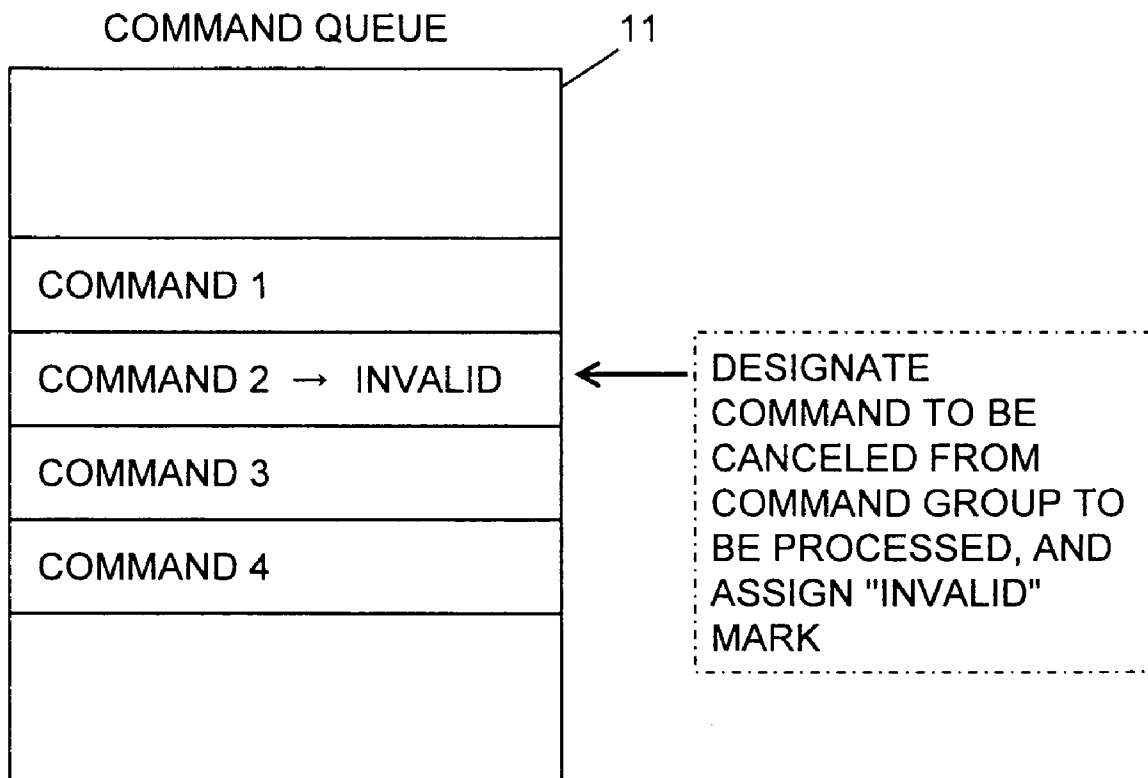 COMMAND QUEUE
11
COMMAND 1
COMMAND 2 → INVALID
COMMAND 3
COMMAND 4
DESIGNATE
COMMAND TO BE
CANCELED FROM
COMMAND GROUP TO
BE PROCESSED, AND
ASSIGN "INVALID"
MARK